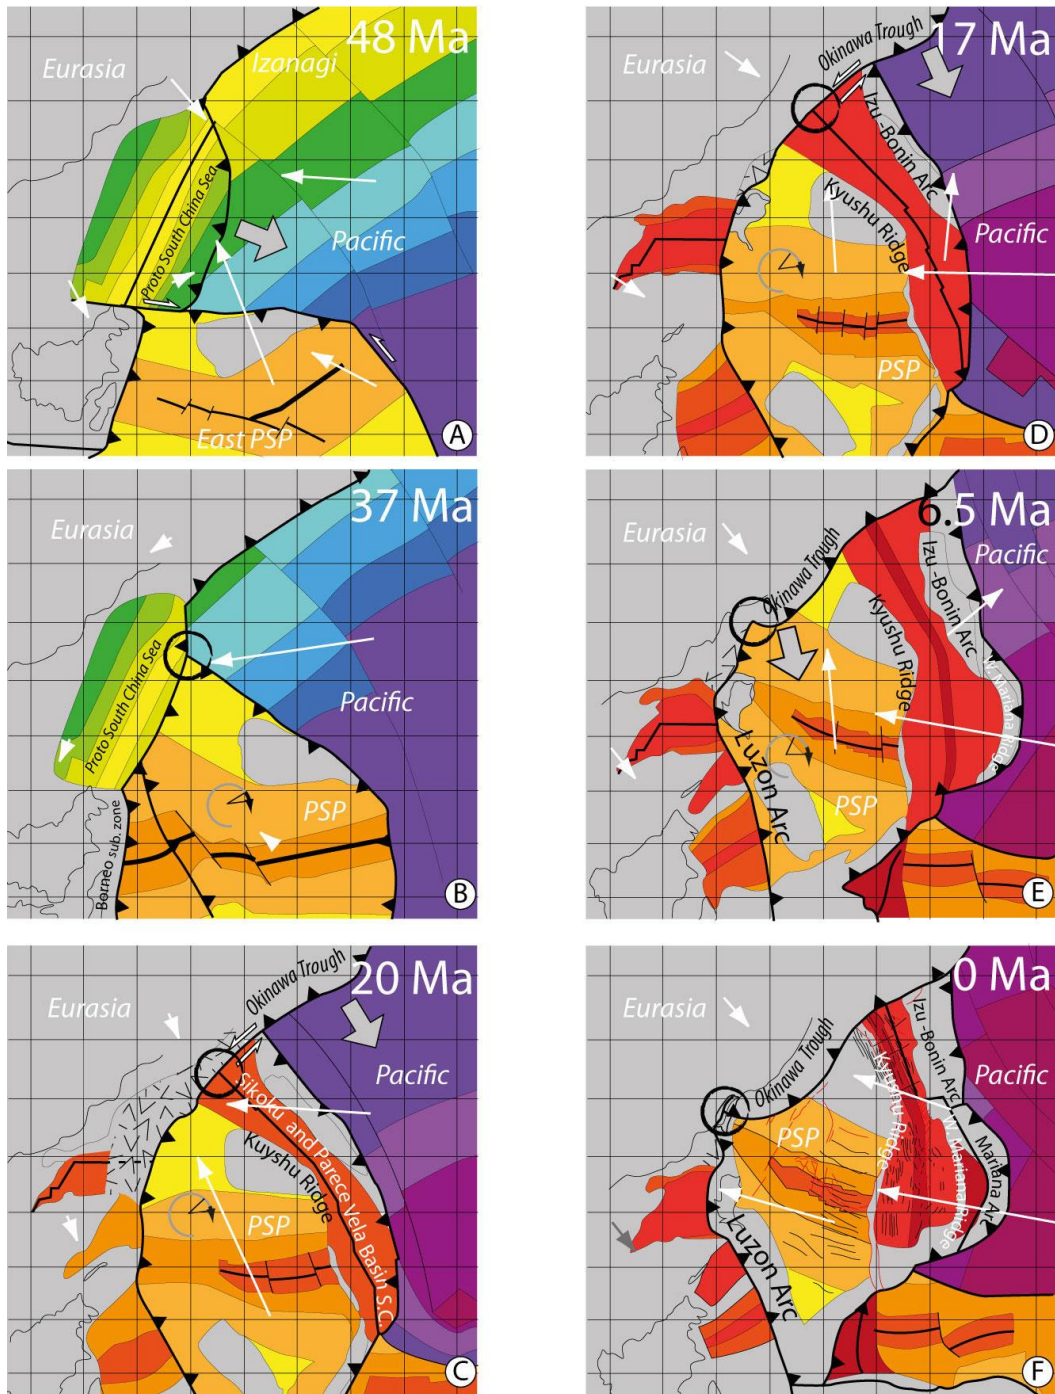 48 Ma
Eurasia
Izanagi
Proto South China Sea
Pacific
East PSP
A
37 Ma
Eurasia
Proto South China Sea
Pacific
PSP
Borneo sub. zone
B
20 Ma
Eurasia
Okinawa Trough
Pacific
Sikoku and Parece Vela Basin S.C.
Kuyshu Ridge
PSP
C
17 Ma
Eurasia
Okinawa Trough
Izu -Bonin Arc
Kyushu Ridge
Pacific
PSP
D
6.5 Ma
Eurasia
Okinawa Trough
Pacific
Izu -Bonin Arc
Kyushu Ridge
W Mariana Ridge
Luzon Arc
PSP
E
0 Ma
Eurasia
Okinawa Trough
Izu -Bonin Arc
Kyushu-Ridge
PSP
W Mariana Ridge
Mariana Arc
Luzon Arc
F